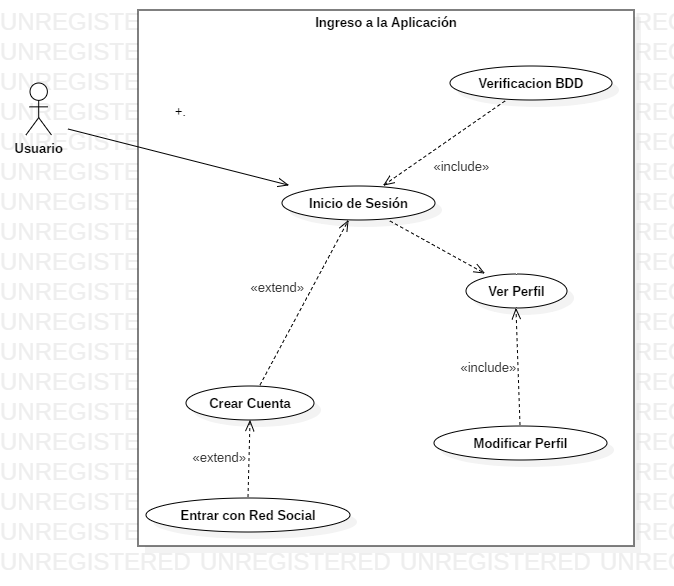 Ingreso a la Aplicación
Verificacion BDD
+.
Usuario
«include»
Inicio de Sesión
«extend»
Ver Perfil
«include»
Crear Cuenta
Modificar Perfil
«extend»
Entrar con Red Social
UNREGISTERED UNREGISTERED UNREGISTERED UN